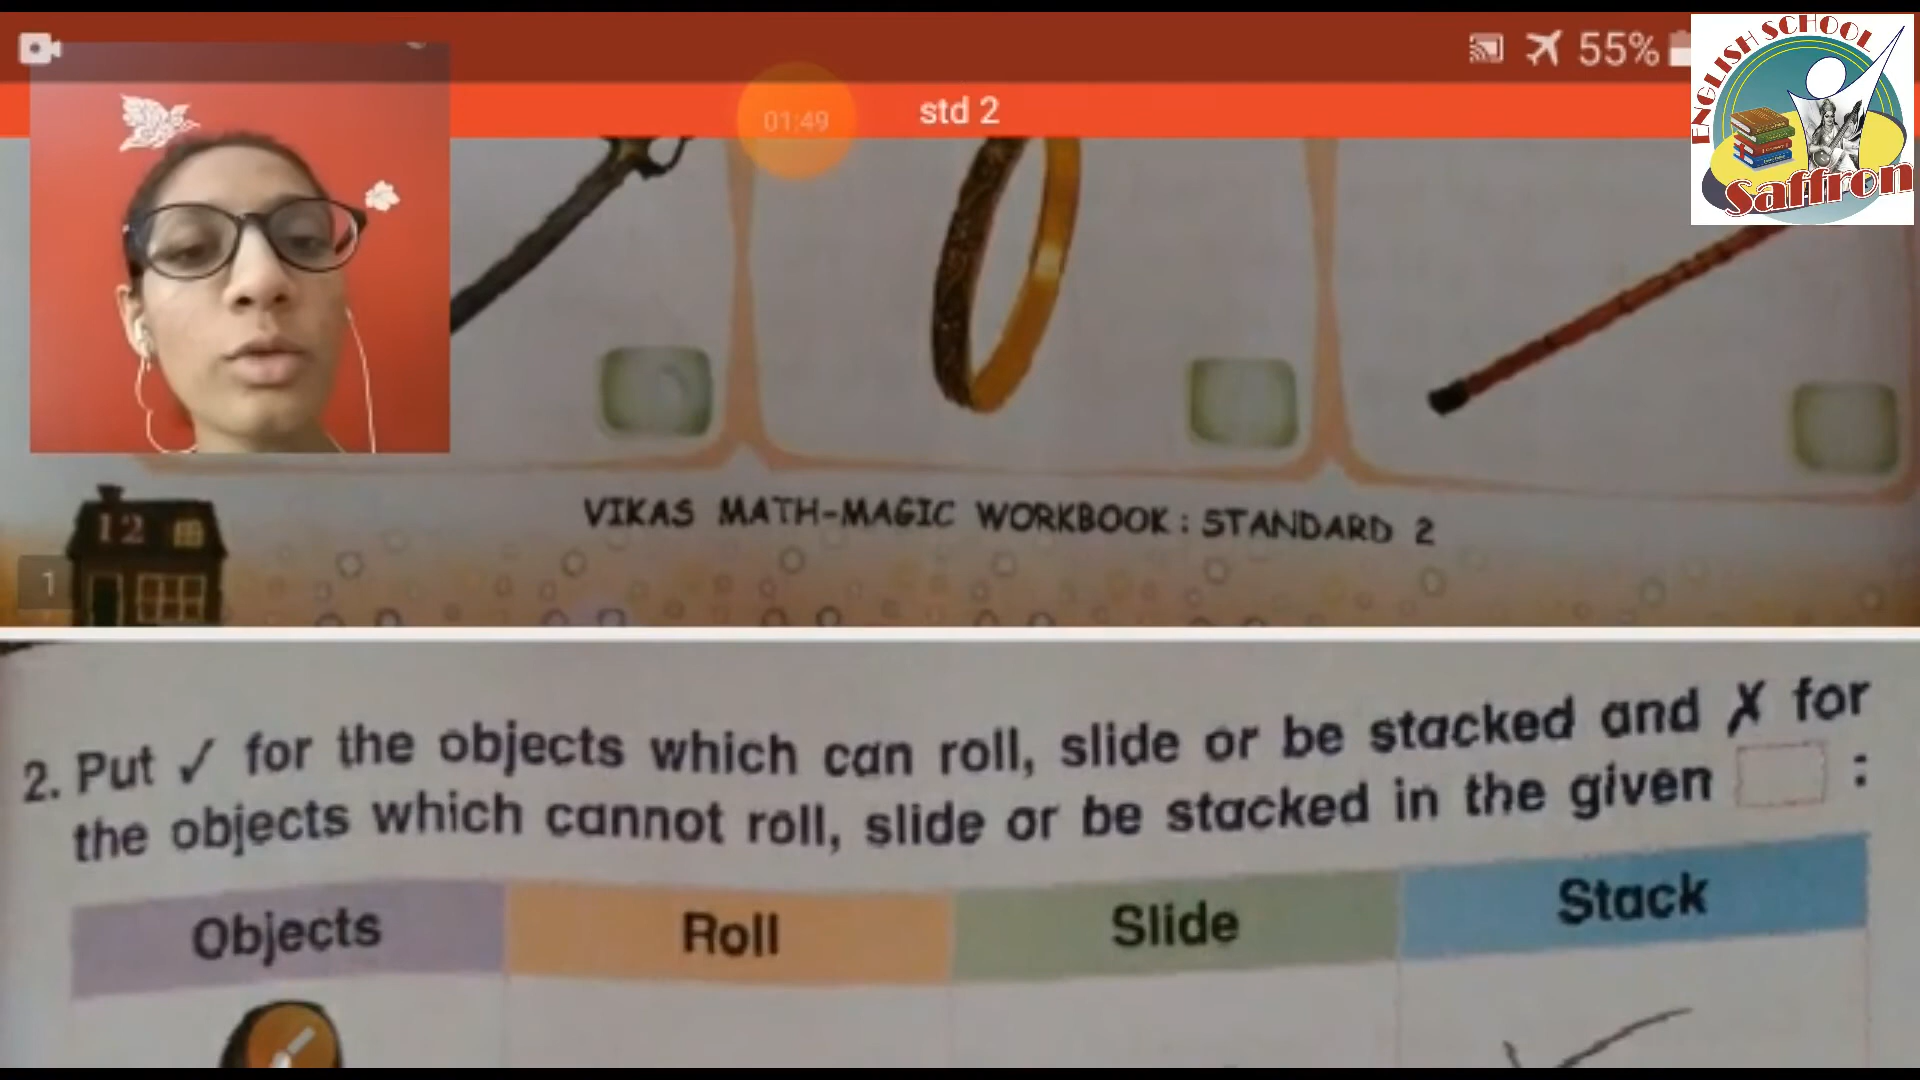 55%
ENGLISH SCHOOL
Saffron
01:49
std 2
12
VIKAS MATH-MAGIC WORKBOOK : STANDARD 2
1
2. Put ✓ for the objects which can roll, slide or be stacked and ✗ for
the objects which cannot roll, slide or be stacked in the given :
Objects Roll Slide Stack